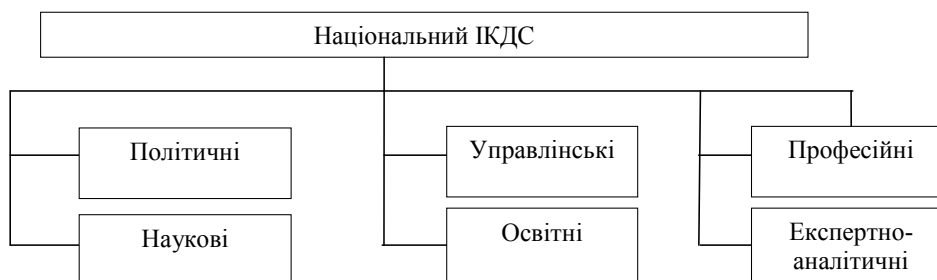 Національний ІКДС
Політичні
Управлінські
Професійні
Наукові
Освітні
Експертно-
аналітичні